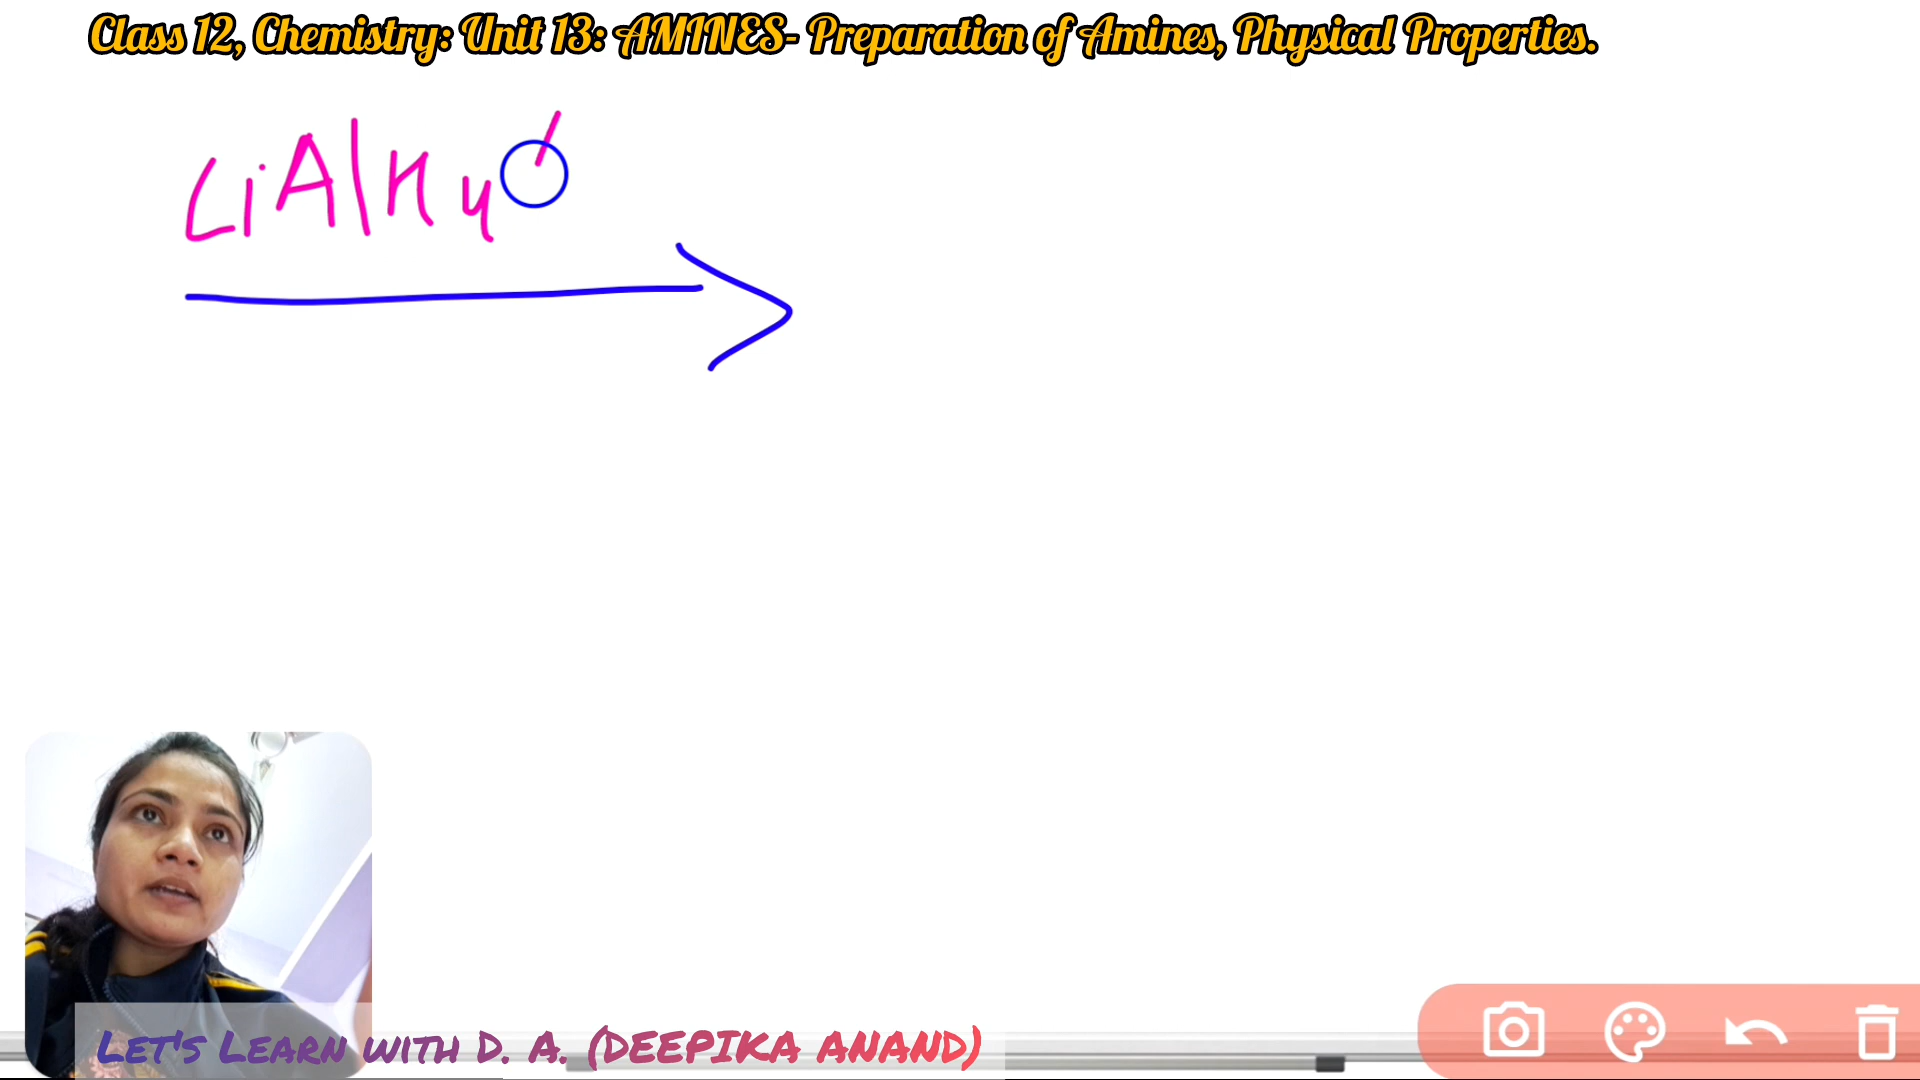 Class 12, Chemistry: Unit 13: AMINES- Preparation of Amines, Physical Properties.
LiAlH4
LET'S LEARN WITH D. A. (DEEPIKA ANAND)